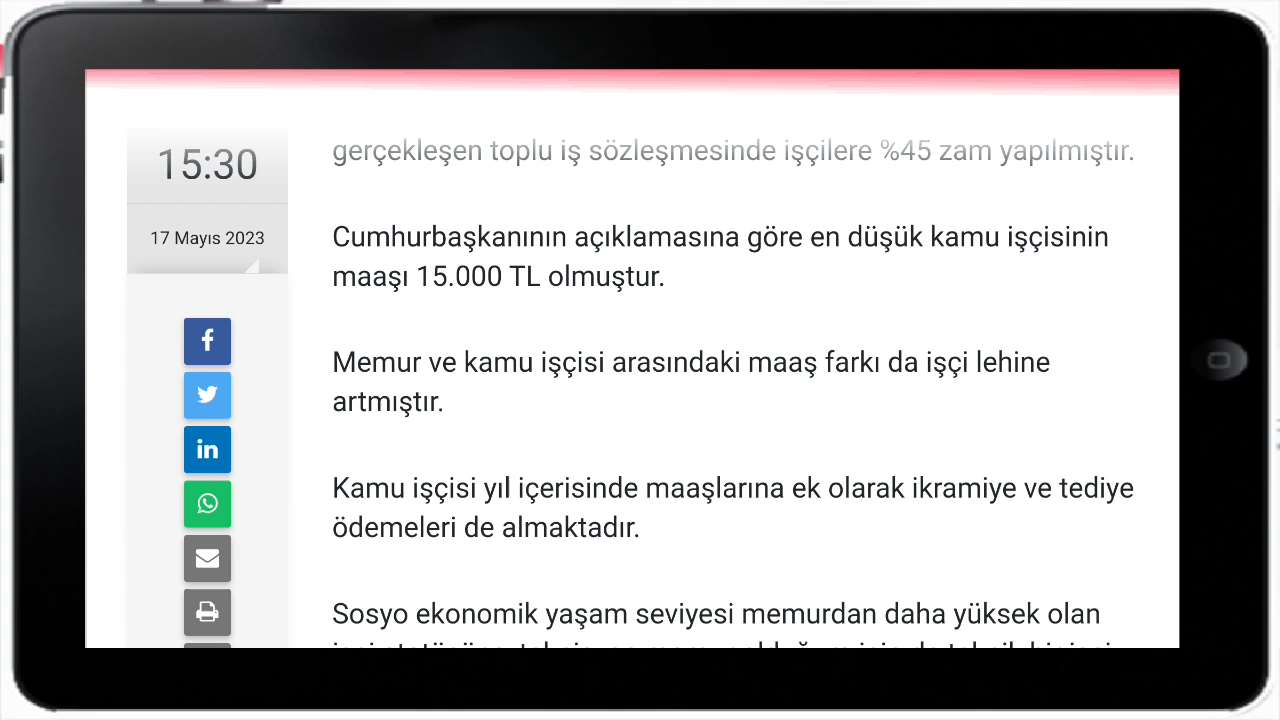 15:30
17 Mayıs 2023
gerçekleşen toplu iş sözleşmesinde işçilere %45 zam yapılmıştır.
Cumhurbaşkanının açıklamasına göre en düşük kamu işçisinin
maaşı 15.000 TL olmuştur.
Memur ve kamu işçisi arasındaki maaş farkı da işçi lehine
artmıştır.
Kamu işçisi yıl içerisinde maaşlarına ek olarak ikramiye ve tediye
ödemeleri de almaktadır.
Sosyo ekonomik yaşam seviyesi memurdan daha yüksek olan